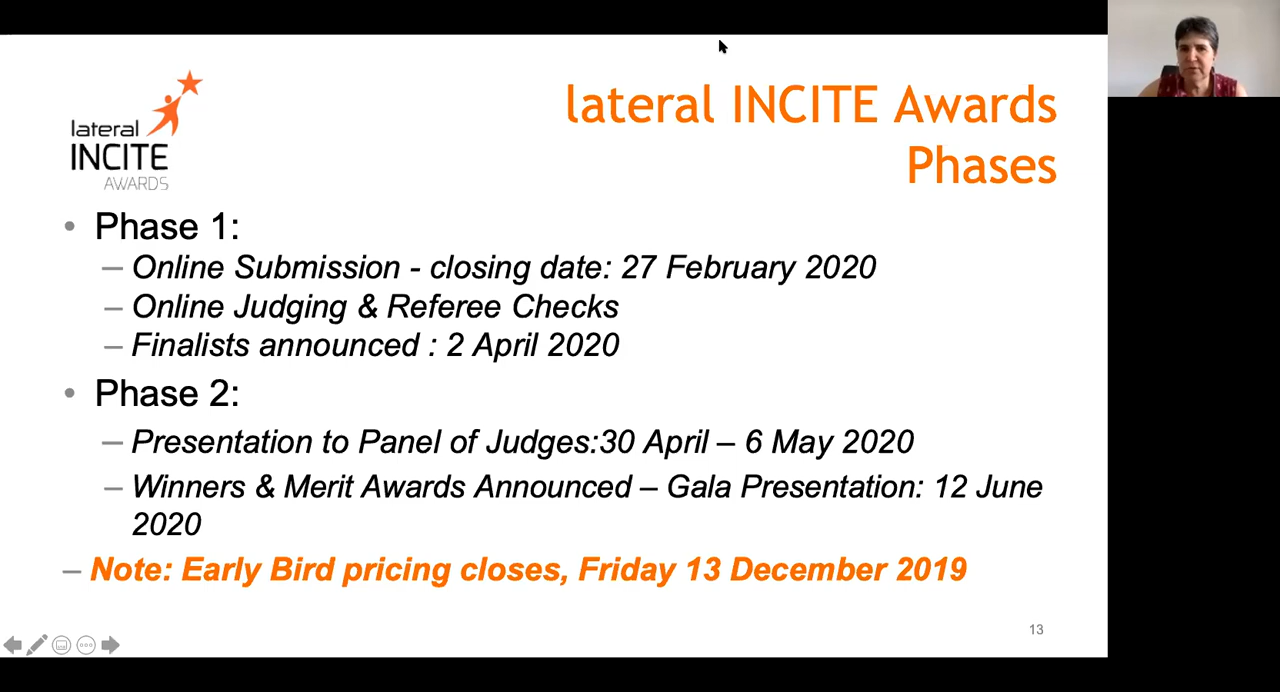 lateral
INCITE
AWARDS
lateral INCITE Awards
Phases
• Phase 1:
– Online Submission - closing date: 27 February 2020
– Online Judging & Referee Checks
– Finalists announced : 2 April 2020
• Phase 2:
– Presentation to Panel of Judges:30 April – 6 May 2020
– Winners & Merit Awards Announced – Gala Presentation: 12 June
2020
– Note: Early Bird pricing closes, Friday 13 December 2019
13